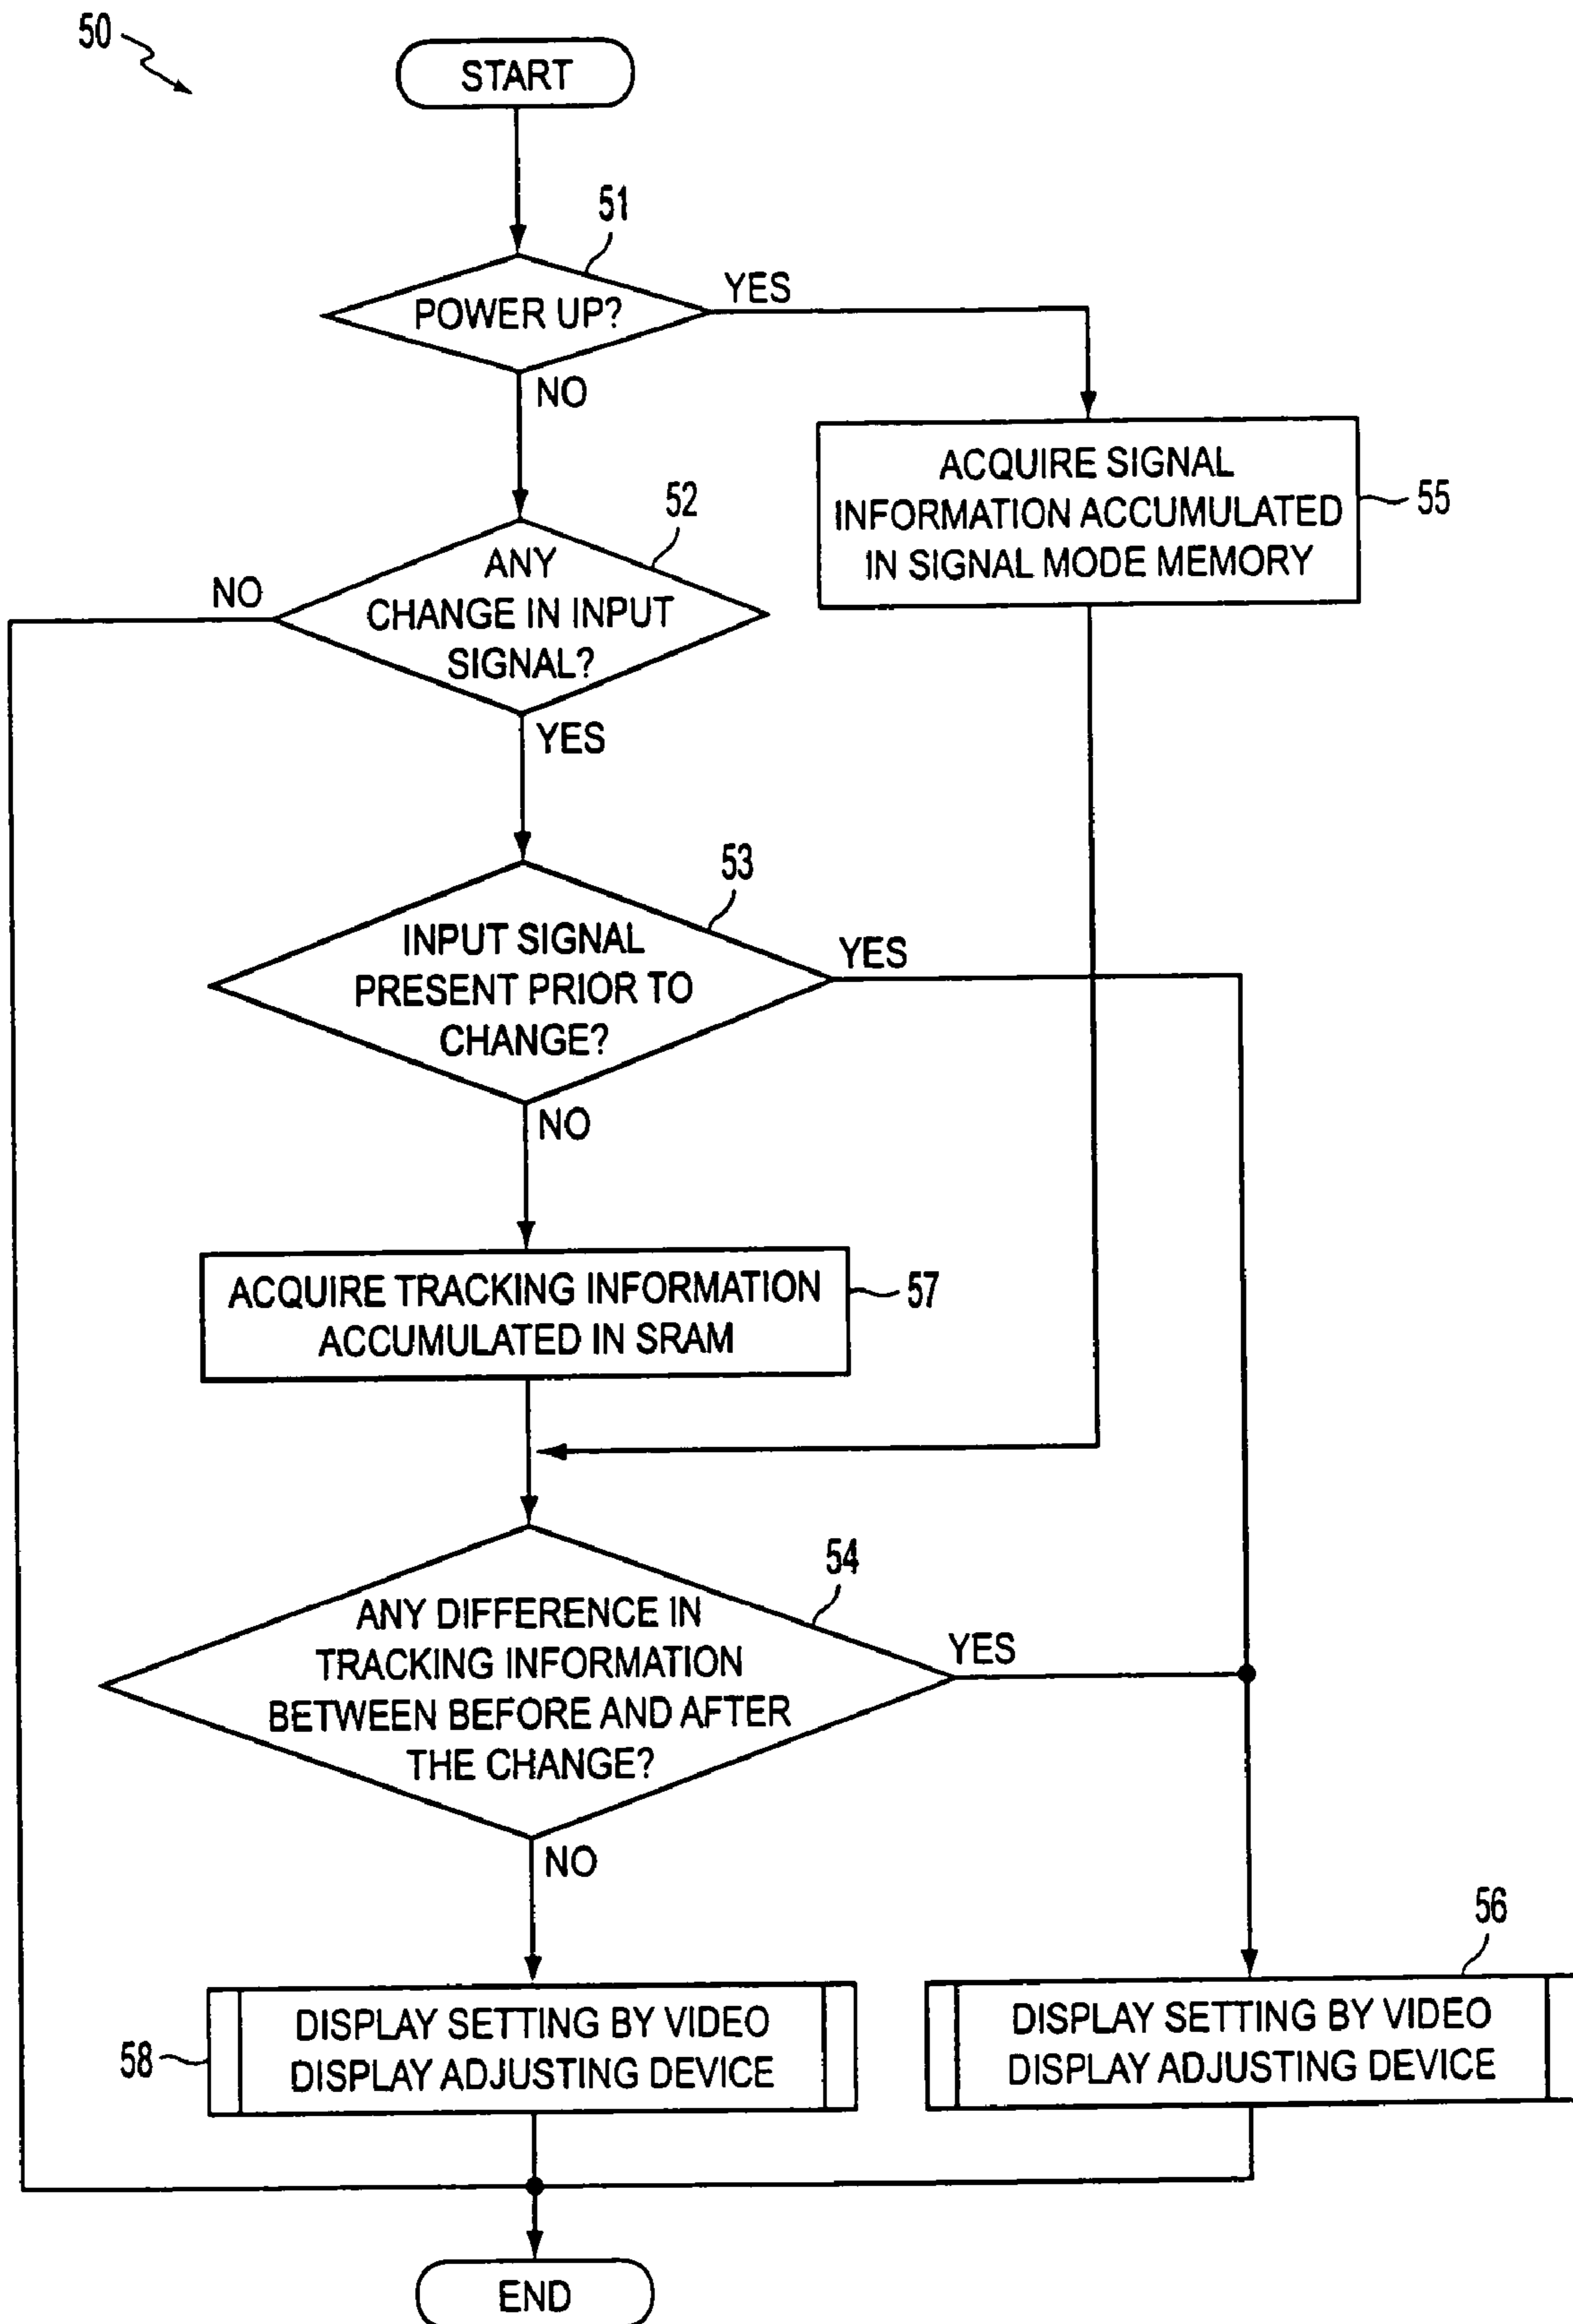 50
START
51
POWER UP?
YES
NO
ACQUIRE SIGNAL
INFORMATION ACCUMULATED
IN SIGNAL MODE MEMORY
55
52
ANY
CHANGE IN INPUT
SIGNAL?
NO
YES
53
INPUT SIGNAL
PRESENT PRIOR TO
CHANGE?
YES
NO
ACQUIRE TRACKING INFORMATION
ACCUMULATED IN SRAM
57
54
ANY DIFFERENCE IN
TRACKING INFORMATION
BETWEEN BEFORE AND AFTER
THE CHANGE?
YES
NO
58
DISPLAY SETTING BY VIDEO
DISPLAY ADJUSTING DEVICE
56
DISPLAY SETTING BY VIDEO
DISPLAY ADJUSTING DEVICE
END